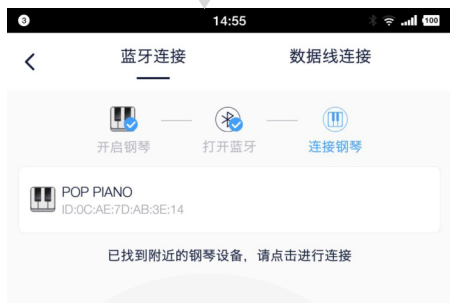 3
14:55
100
蓝牙连接
数据线连接
开启钢琴
打开蓝牙
连接钢琴
POP PIANO
ID:0C:AE:7D:AB:3E:14
已找到附近的钢琴设备，请点击进行连接